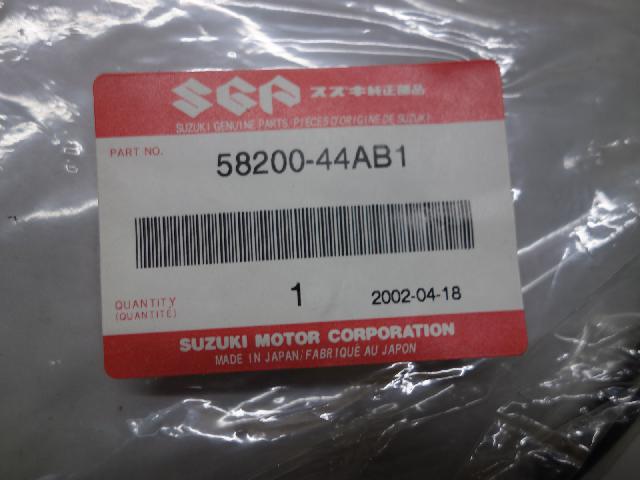 SGP スズキ純正部品
SUZUKI GENUINE PARTS/PIÈCES D'ORIGINE DE SUZUKI
PART NO. 58200-44AB1
QUANTITY 1 2002-04-18
(QUANTITÉ)
SUZUKI MOTOR CORPORATION
MADE IN JAPAN/FABRIQUÉ AU JAPON